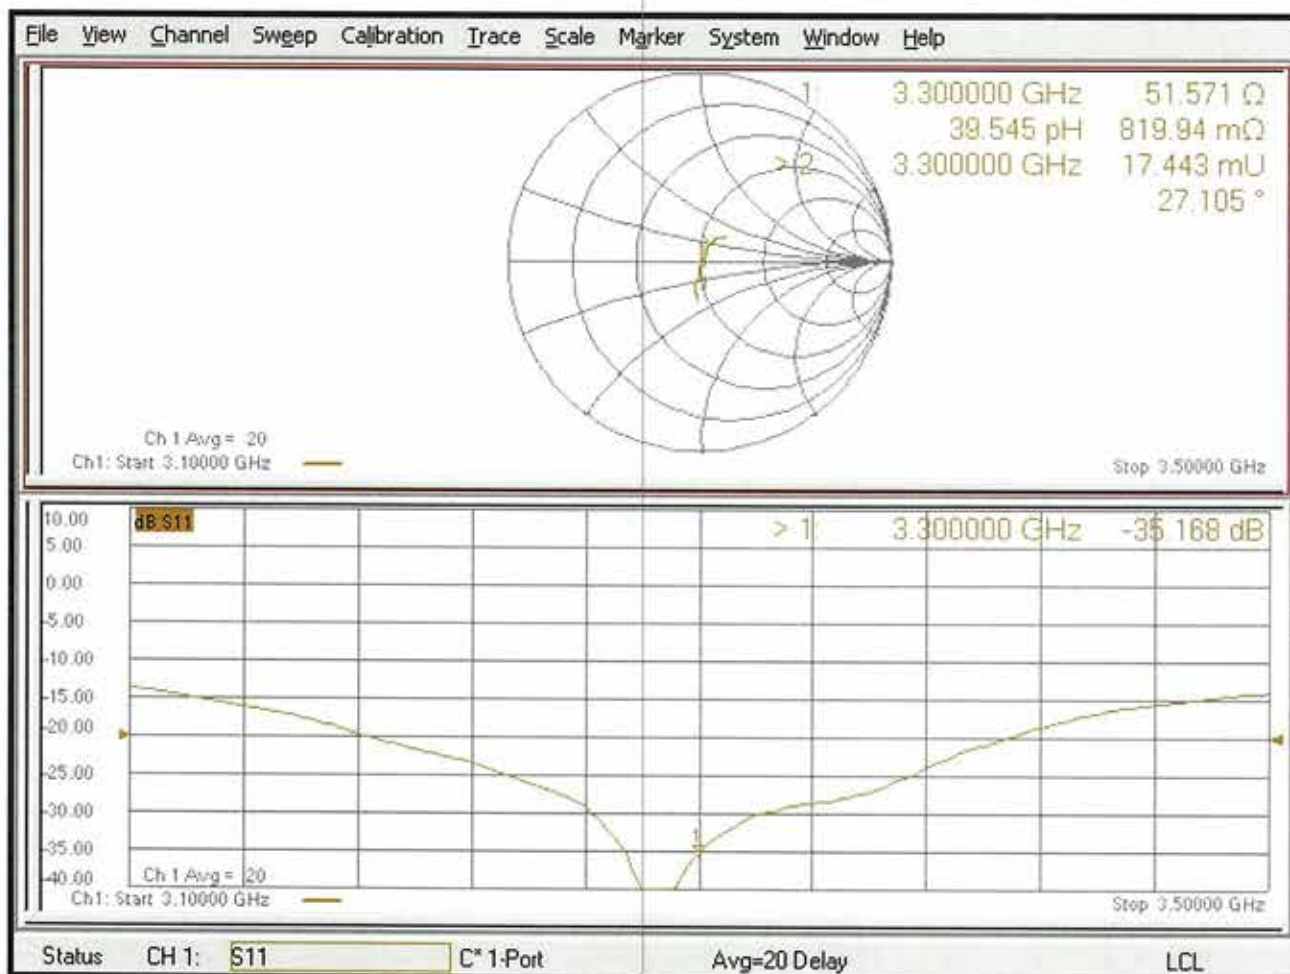 File View Channel Sweep Calibration Trace Scale Marker System Window Help
1: 3.300000 GHz 51.571 Ω
39.545 pH 819.94 mΩ
> 2: 3.300000 GHz 17.443 mU
27.105 °
Ch 1 Avg = 20
Ch1: Start 3.10000 GHz
Stop 3.50000 GHz
10.00
5.00
0.00
-5.00
-10.00
-15.00
-20.00
-25.00
-30.00
-35.00
-40.00
dB S11
> 1: 3.300000 GHz -35.168 dB
1
Ch 1 Avg = 20
Ch1: Start 3.10000 GHz
Stop 3.50000 GHz
Status CH 1: S11 C* 1-Port Avg=20 Delay LCL